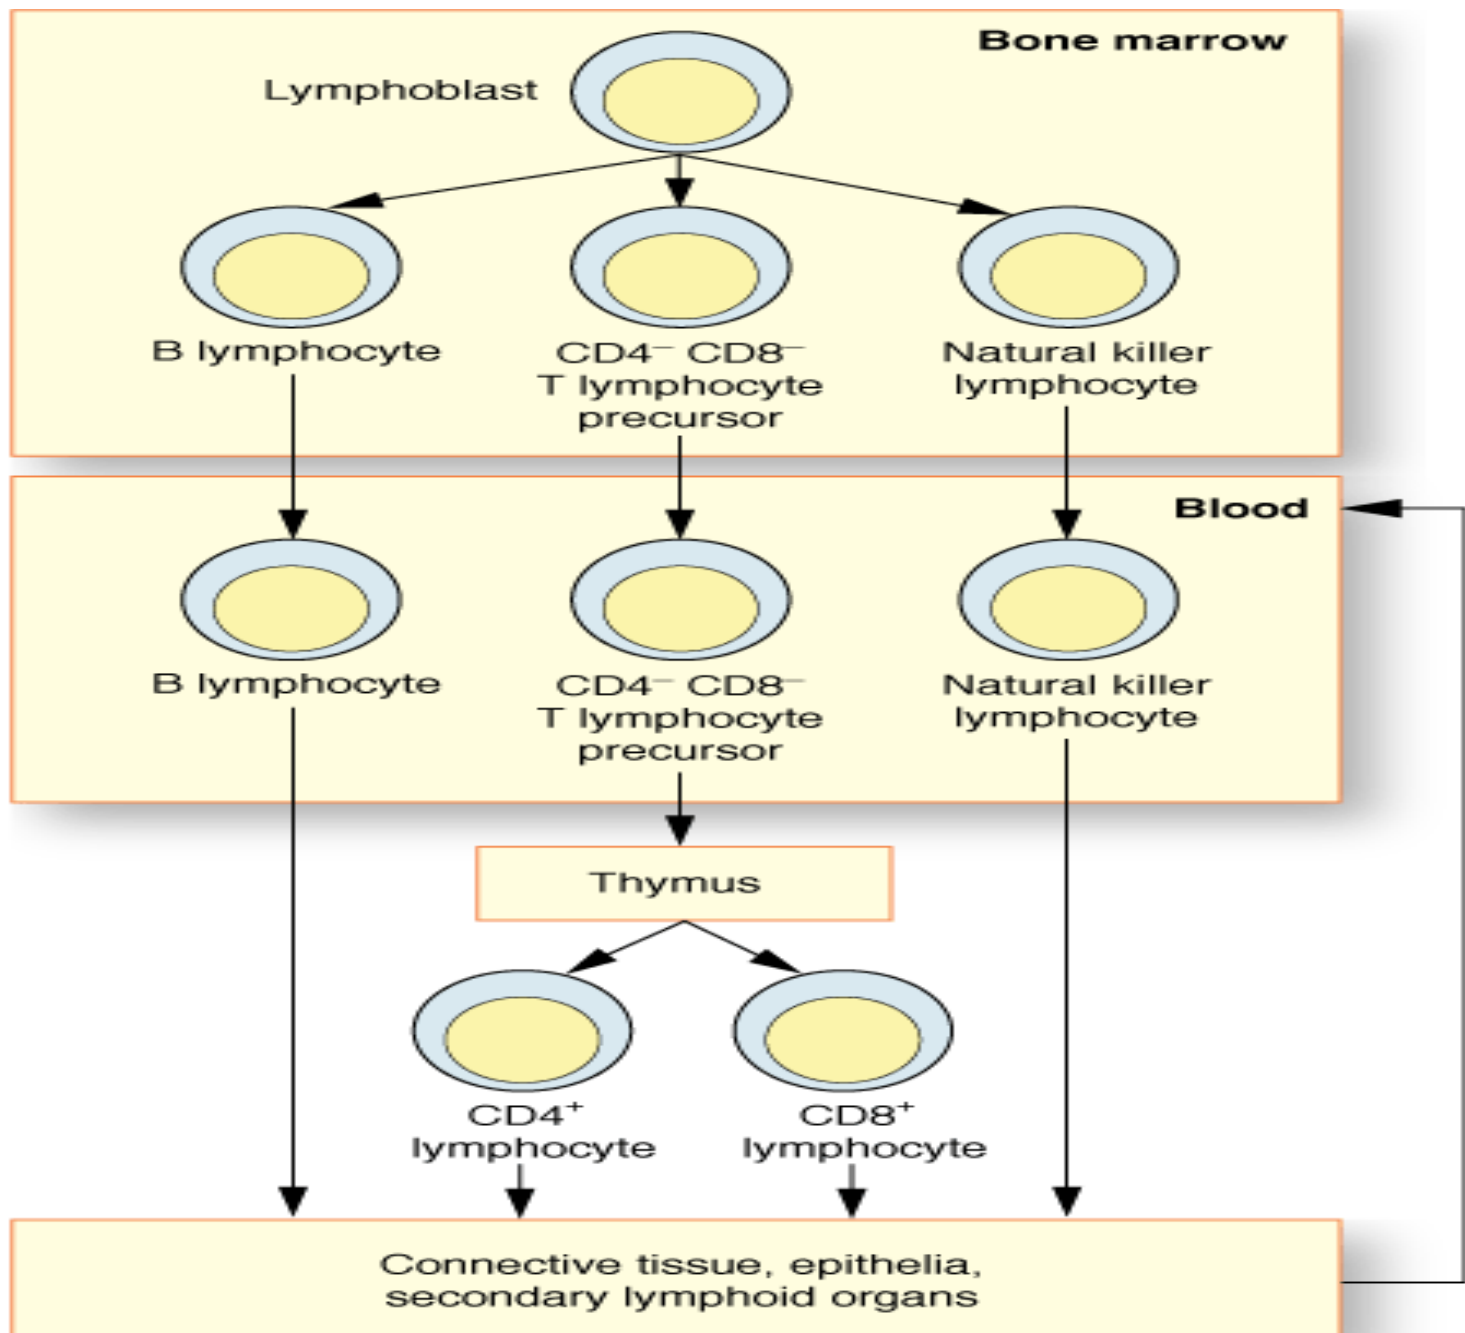 Bone marrow
Lymphoblast
B lymphocyte
CD4⁻ CD8⁻
T lymphocyte
precursor
Natural killer
lymphocyte
Blood
B lymphocyte
CD4⁻ CD8⁻
T lymphocyte
precursor
Natural killer
lymphocyte
Thymus
CD4⁺
lymphocyte
CD8⁺
lymphocyte
Connective tissue, epithelia,
secondary lymphoid organs